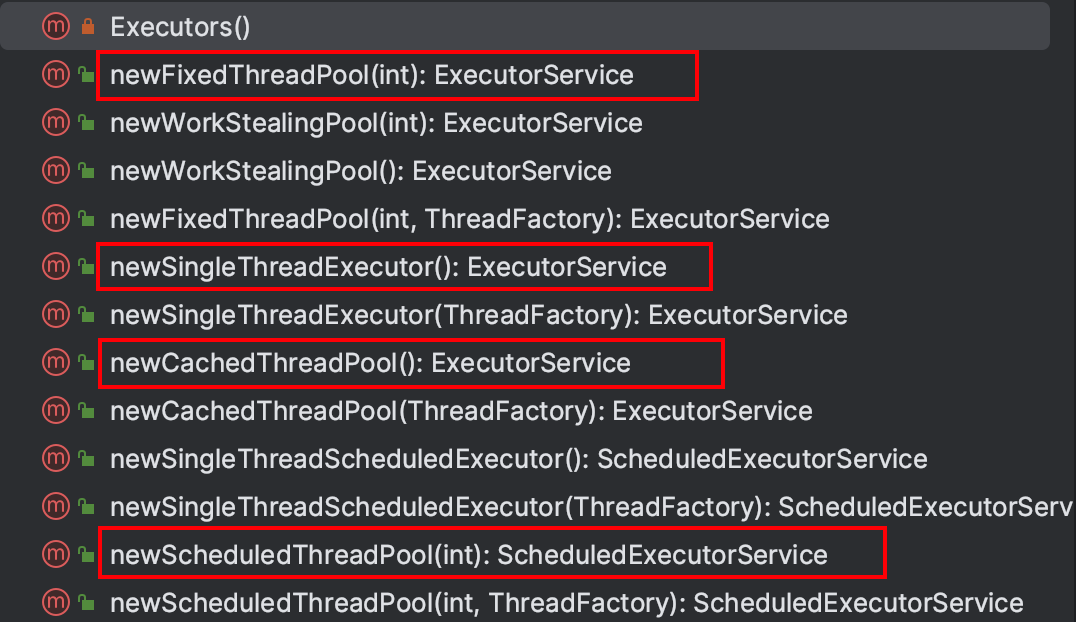 m Executors()
m newFixedThreadPool(int): ExecutorService
m newWorkStealingPool(int): ExecutorService
m newWorkStealingPool(): ExecutorService
m newFixedThreadPool(int, ThreadFactory): ExecutorService
m newSingleThreadExecutor(): ExecutorService
m newSingleThreadExecutor(ThreadFactory): ExecutorService
m newCachedThreadPool(): ExecutorService
m newCachedThreadPool(ThreadFactory): ExecutorService
m newSingleThreadScheduledExecutor(): ScheduledExecutorService
m newSingleThreadScheduledExecutor(ThreadFactory): ScheduledExecutorServ
m newScheduledThreadPool(int): ScheduledExecutorService
m newScheduledThreadPool(int, ThreadFactory): ScheduledExecutorService